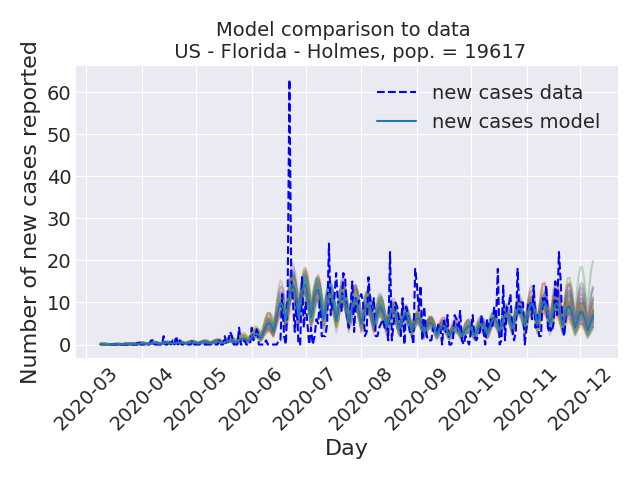 Model comparison to data
US - Florida - Holmes, pop. = 19617
Number of new cases reported
60
50
40
30
20
10
0
new cases data
new cases model
2020-03
2020-04
2020-05
2020-06
2020-07
2020-08
2020-09
2020-10
2020-11
2020-12
Day